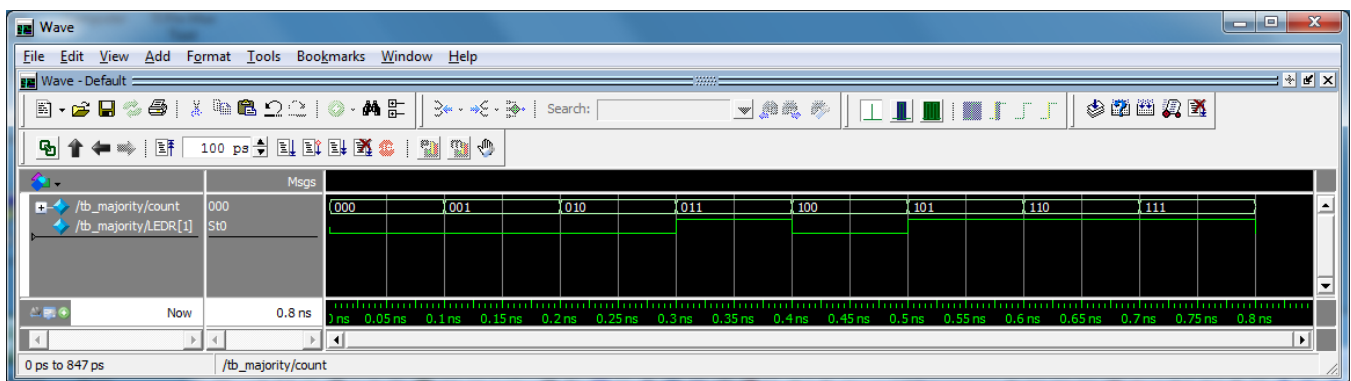 Wave
File Edit View Add Format Tools Bookmarks Window Help
Wave - Default
Search:
100 ps
Msgs
/tb_majority/count 000 000 001 010 011 100 101 110 111
/tb_majority/LEDR[1] St0
Now 0.8 ns ns 0.05 ns 0.1 ns 0.15 ns 0.2 ns 0.25 ns 0.3 ns 0.35 ns 0.4 ns 0.45 ns 0.5 ns 0.55 ns 0.6 ns 0.65 ns 0.7 ns 0.75 ns 0.8 ns
0 ps to 847 ps /tb_majority/count